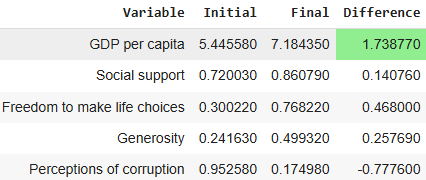 Variable Initial Final Difference
GDP per capita 5.445580 7.184350 1.738770
Social support 0.720030 0.860790 0.140760
Freedom to make life choices 0.300220 0.768220 0.468000
Generosity 0.241630 0.499320 0.257690
Perceptions of corruption 0.952580 0.174980 -0.777600